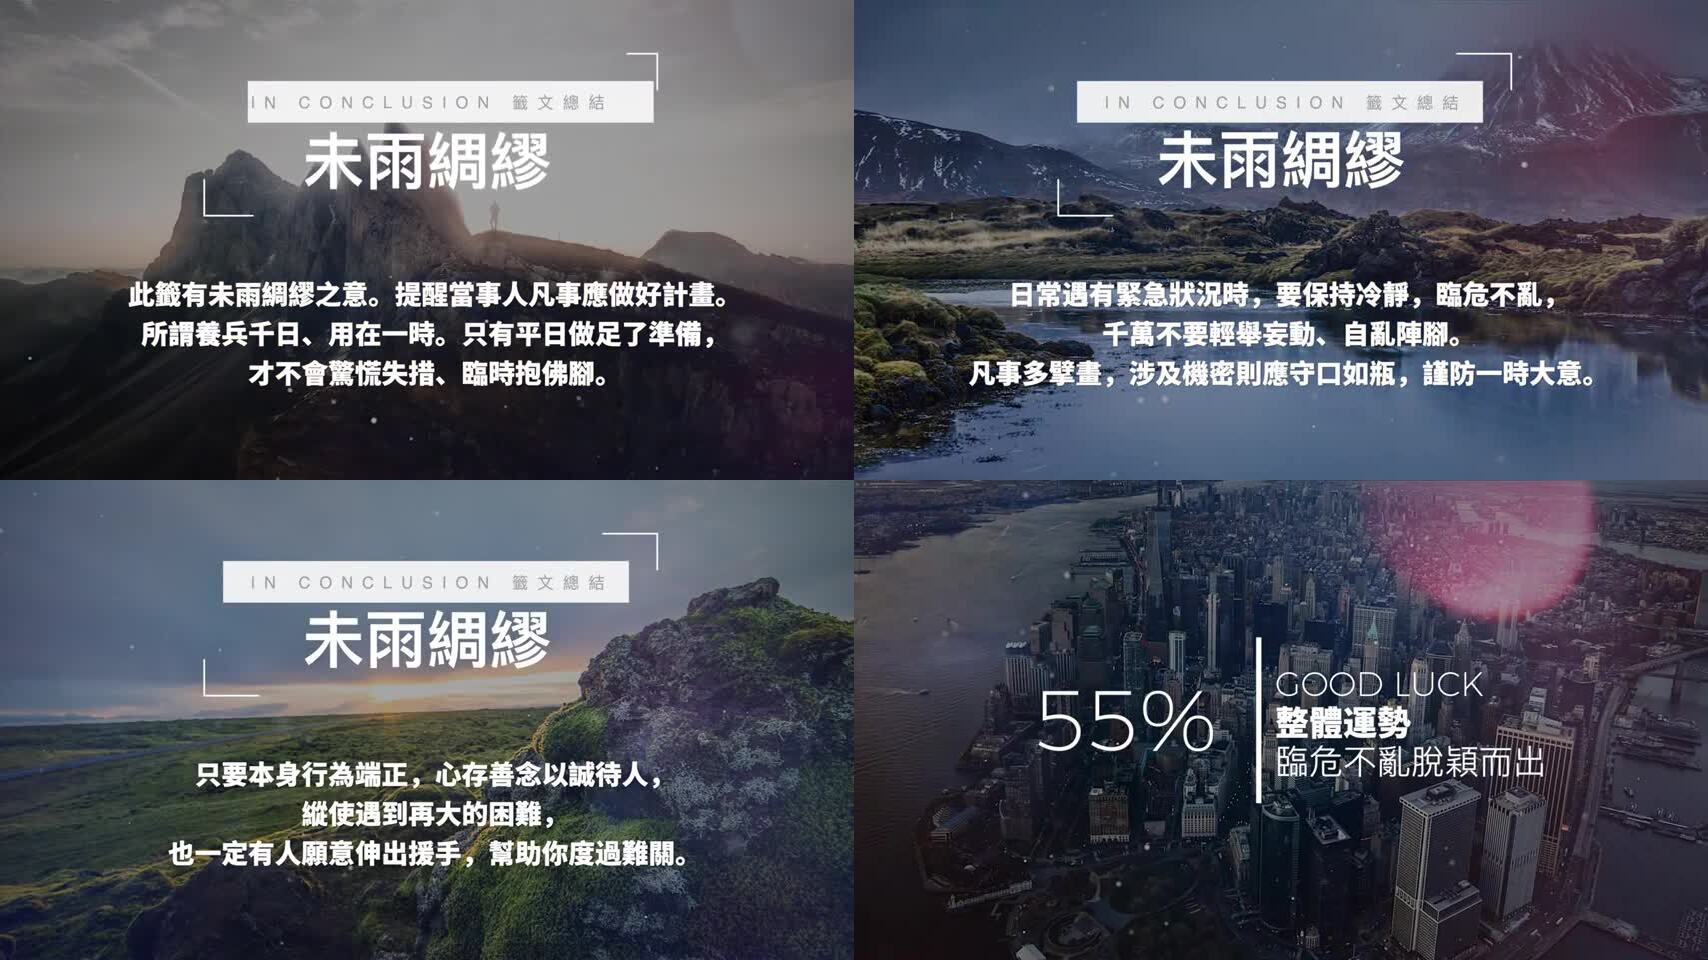 IN CONCLUSION 籤文總結
未雨綢繆
此籤有未雨綢繆之意。提醒當事人凡事應做好計畫。
所謂養兵千日、用在一時。只有平日做足了準備，
才不會驚慌失措、臨時抱佛腳。
IN CONCLUSION 籤文總結
未雨綢繆
日常遇有緊急狀況時，要保持冷靜，臨危不亂，
千萬不要輕舉妄動、自亂陣腳。
凡事多擘畫，涉及機密則應守口如瓶，謹防一時大意。
IN CONCLUSION 籤文總結
未雨綢繆
只要本身行為端正，心存善念以誠待人，
縱使遇到再大的困難，
也一定有人願意伸出援手，幫助你度過難關。
55%
GOOD LUCK
整體運勢
臨危不亂脫穎而出